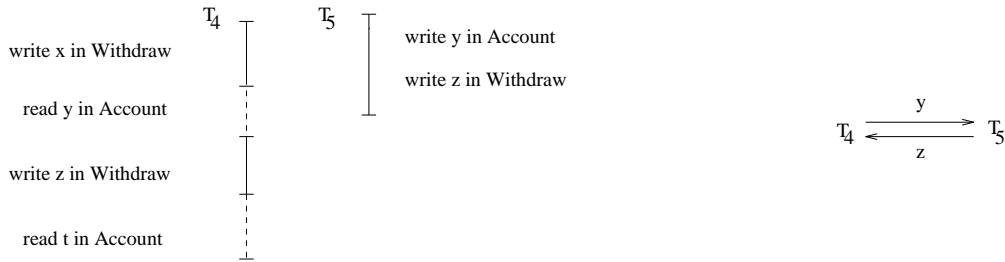 T4
write x in Withdraw
read y in Account
write z in Withdraw
read t in Account
T5
write y in Account
write z in Withdraw
y
T4 T5
z